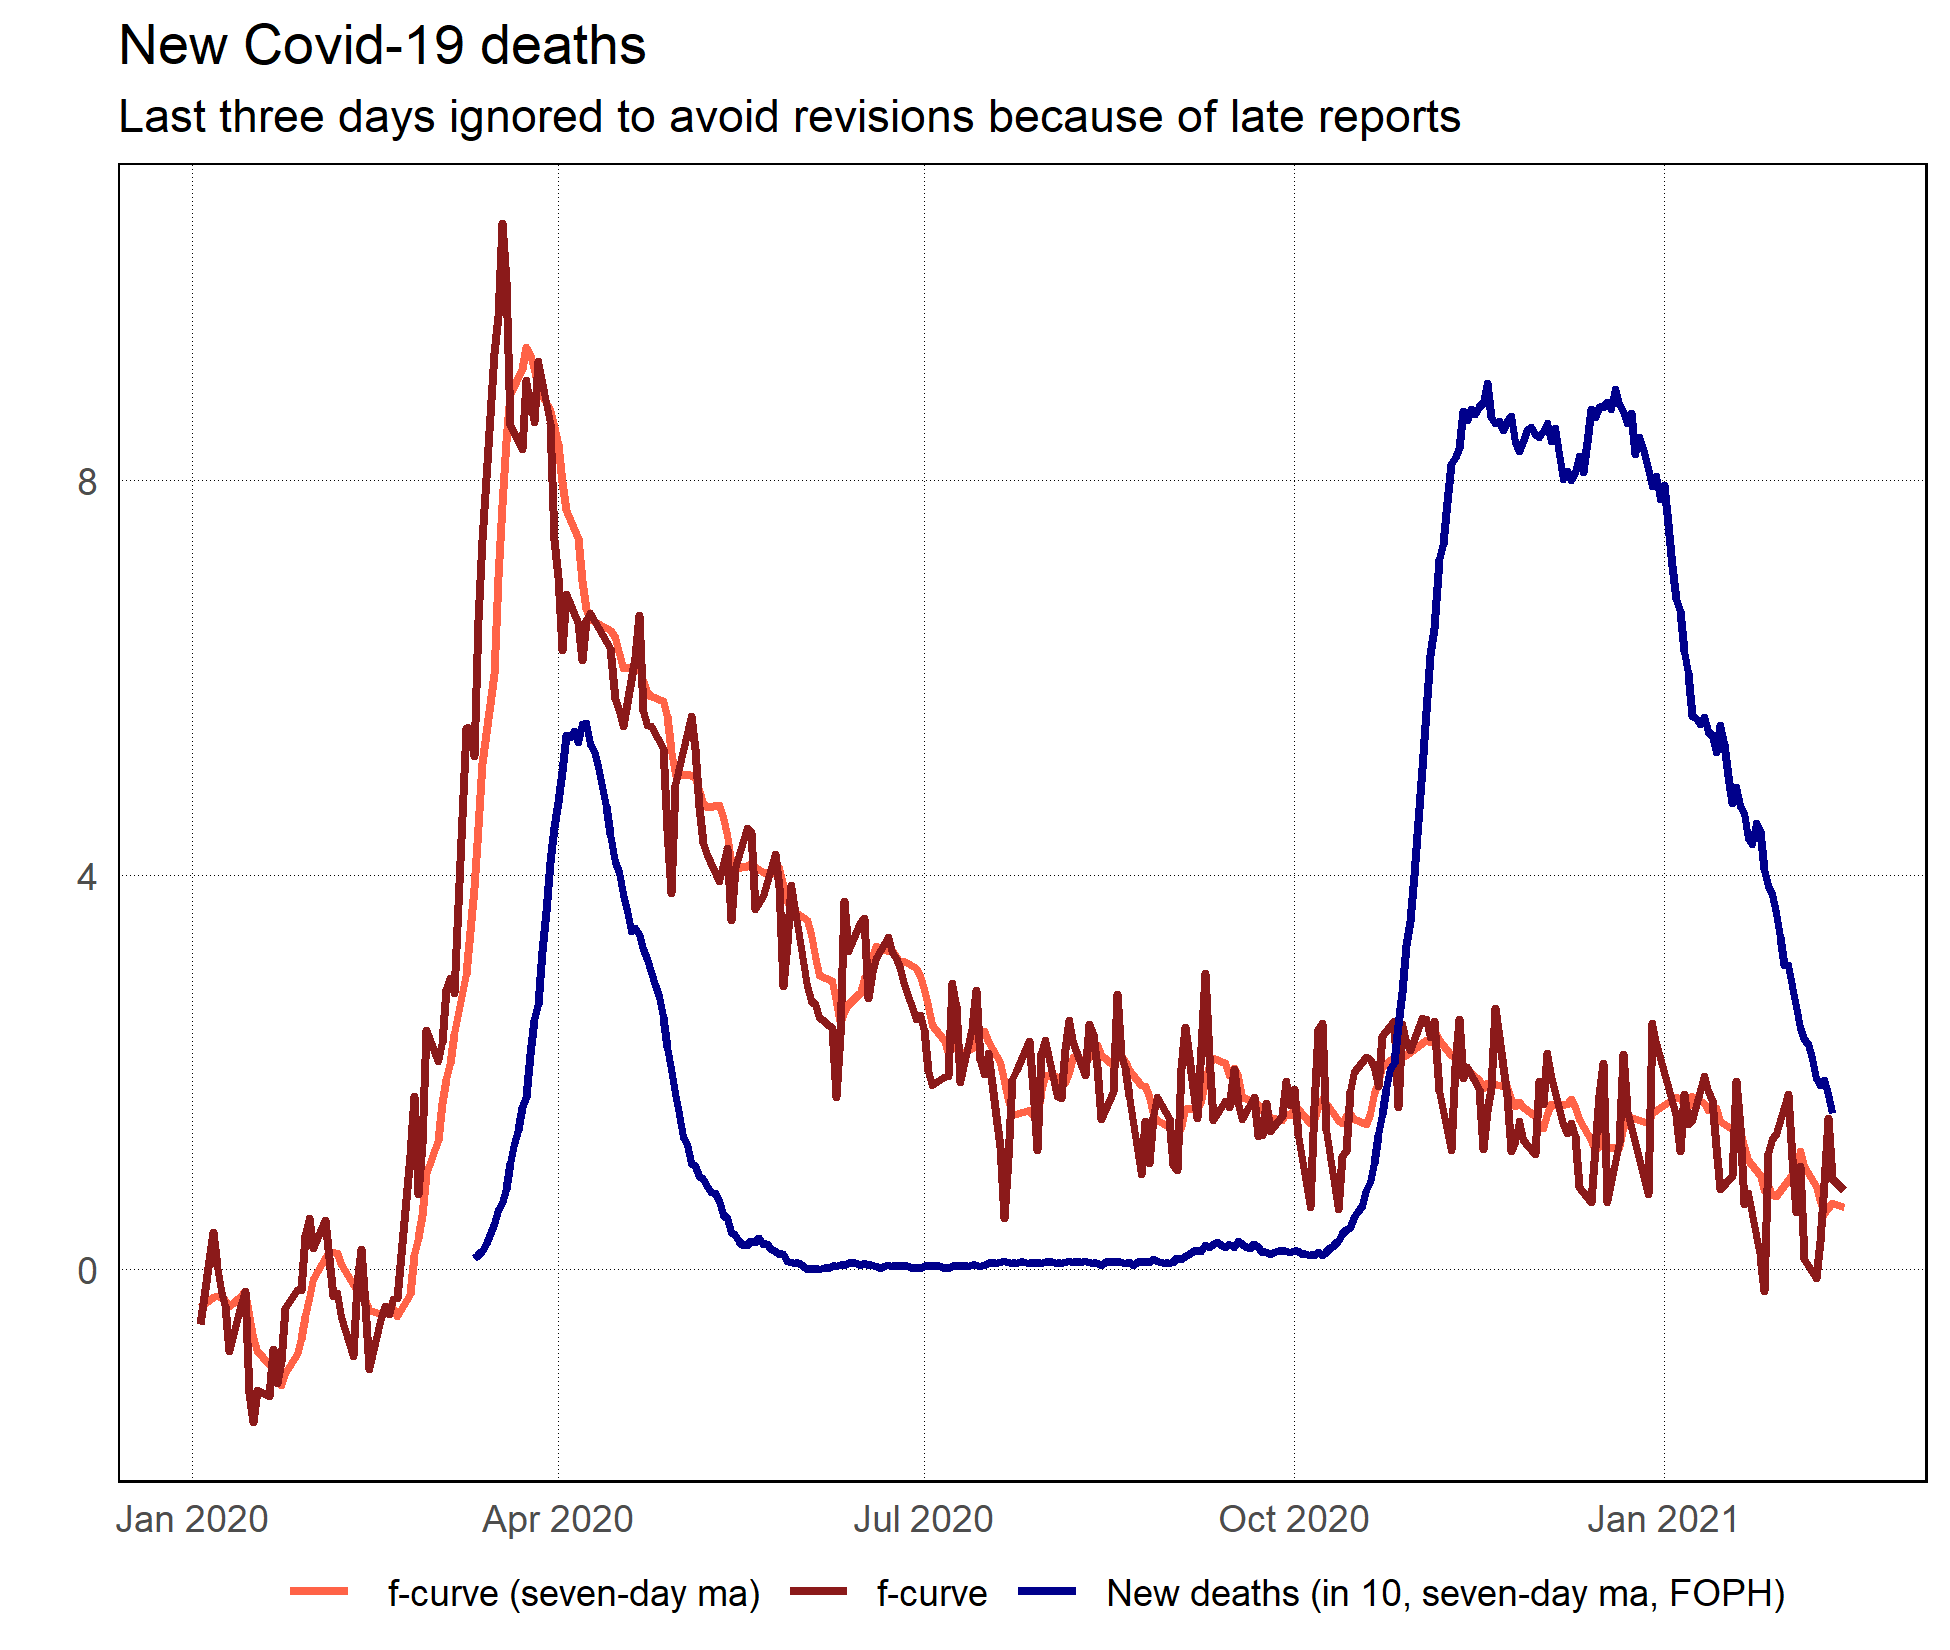 New Covid-19 deaths
Last three days ignored to avoid revisions because of late reports
8
4
0
Jan 2020 Apr 2020 Jul 2020 Oct 2020 Jan 2021
f-curve (seven-day ma) f-curve New deaths (in 10, seven-day ma, FOPH)